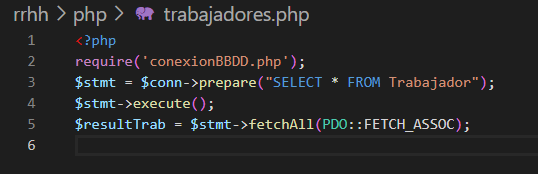 rrhh > php > trabajadores.php
1 <?php
2 require('conexionBBDD.php');
3 $stmt = $conn->prepare("SELECT * FROM Trabajador");
4 $stmt->execute();
5 $resultTrab = $stmt->fetchAll(PDO::FETCH_ASSOC);
6